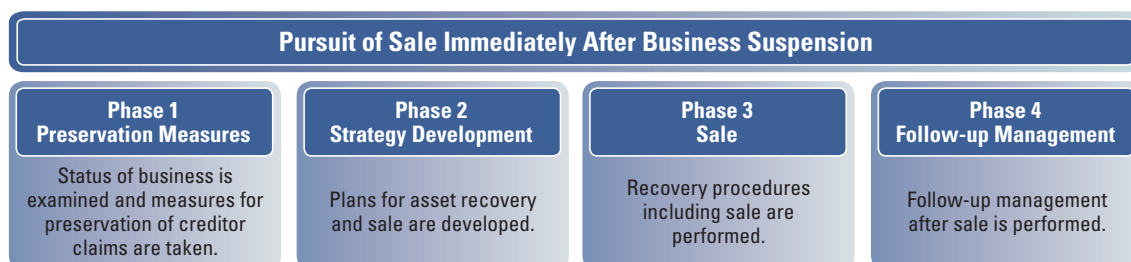 Pursuit of Sale Immediately After Business Suspension
Phase 1
Preservation Measures
Status of business is
examined and measures for
preservation of creditor
claims are taken.
Phase 2
Strategy Development
Plans for asset recovery
and sale are developed.
Phase 3
Sale
Recovery procedures
including sale are
performed.
Phase 4
Follow-up Management
Follow-up management
after sale is performed.